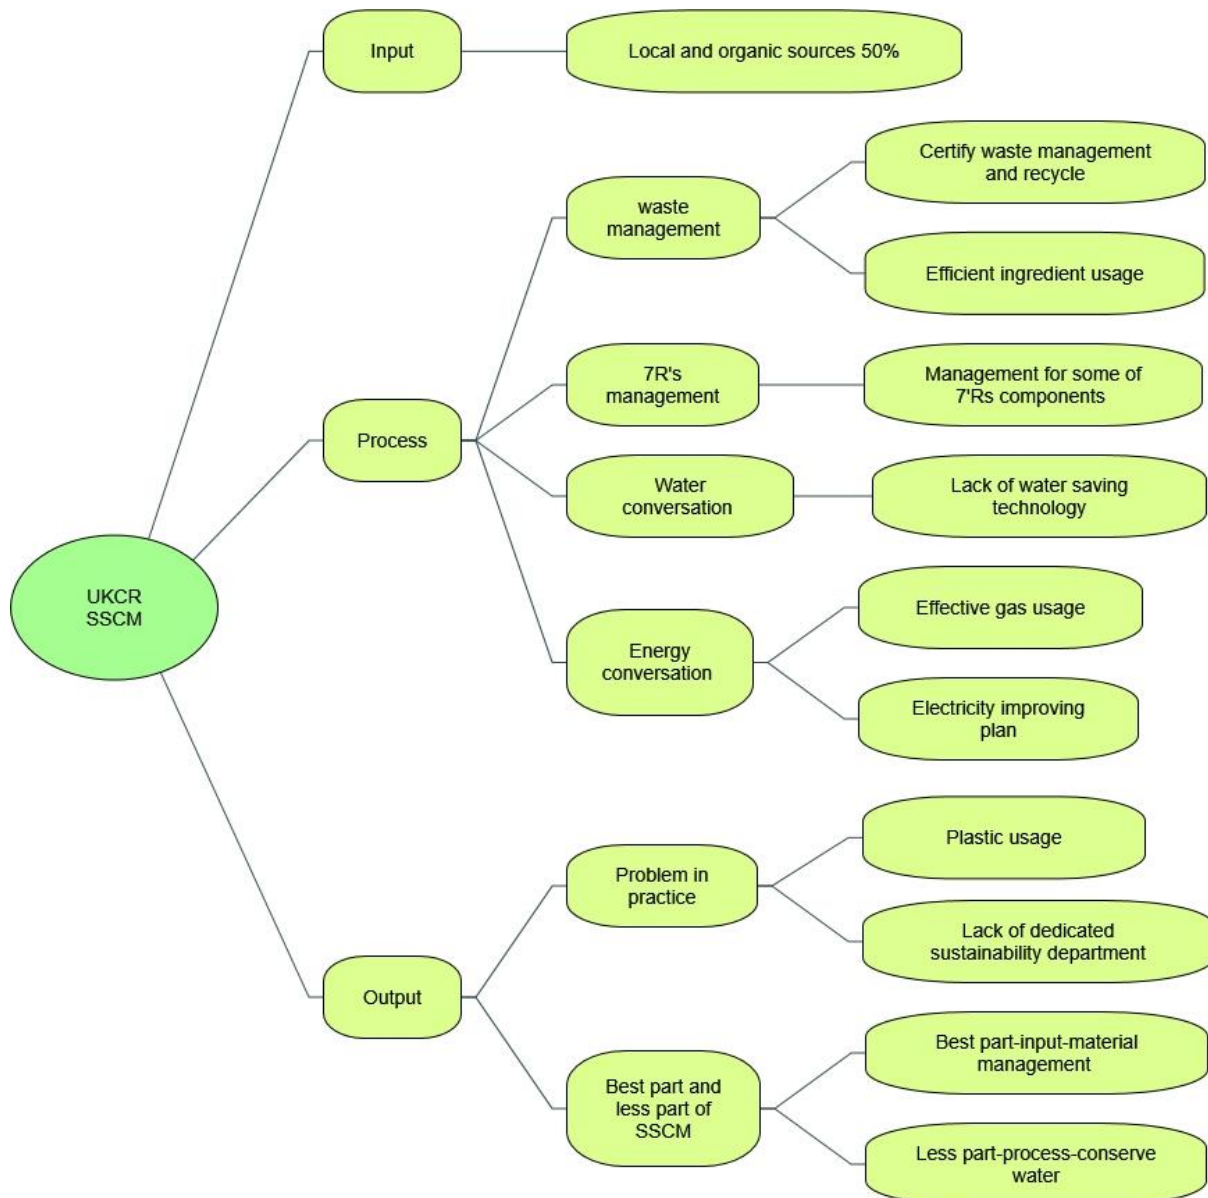 Input
Local and organic sources 50%
Certify waste management
and recycle
waste
management
Efficient ingredient usage
7R's
management
Management for some of
7'Rs components
Process
Water
conversation
Lack of water saving
technology
UKCR
SSCM
Effective gas usage
Energy
conversation
Electricity improving
plan
Plastic usage
Problem in
practice
Lack of dedicated
sustainability department
Output
Best part-input-material
management
Best part and
less part of
SSCM
Less part-process-conserve
water